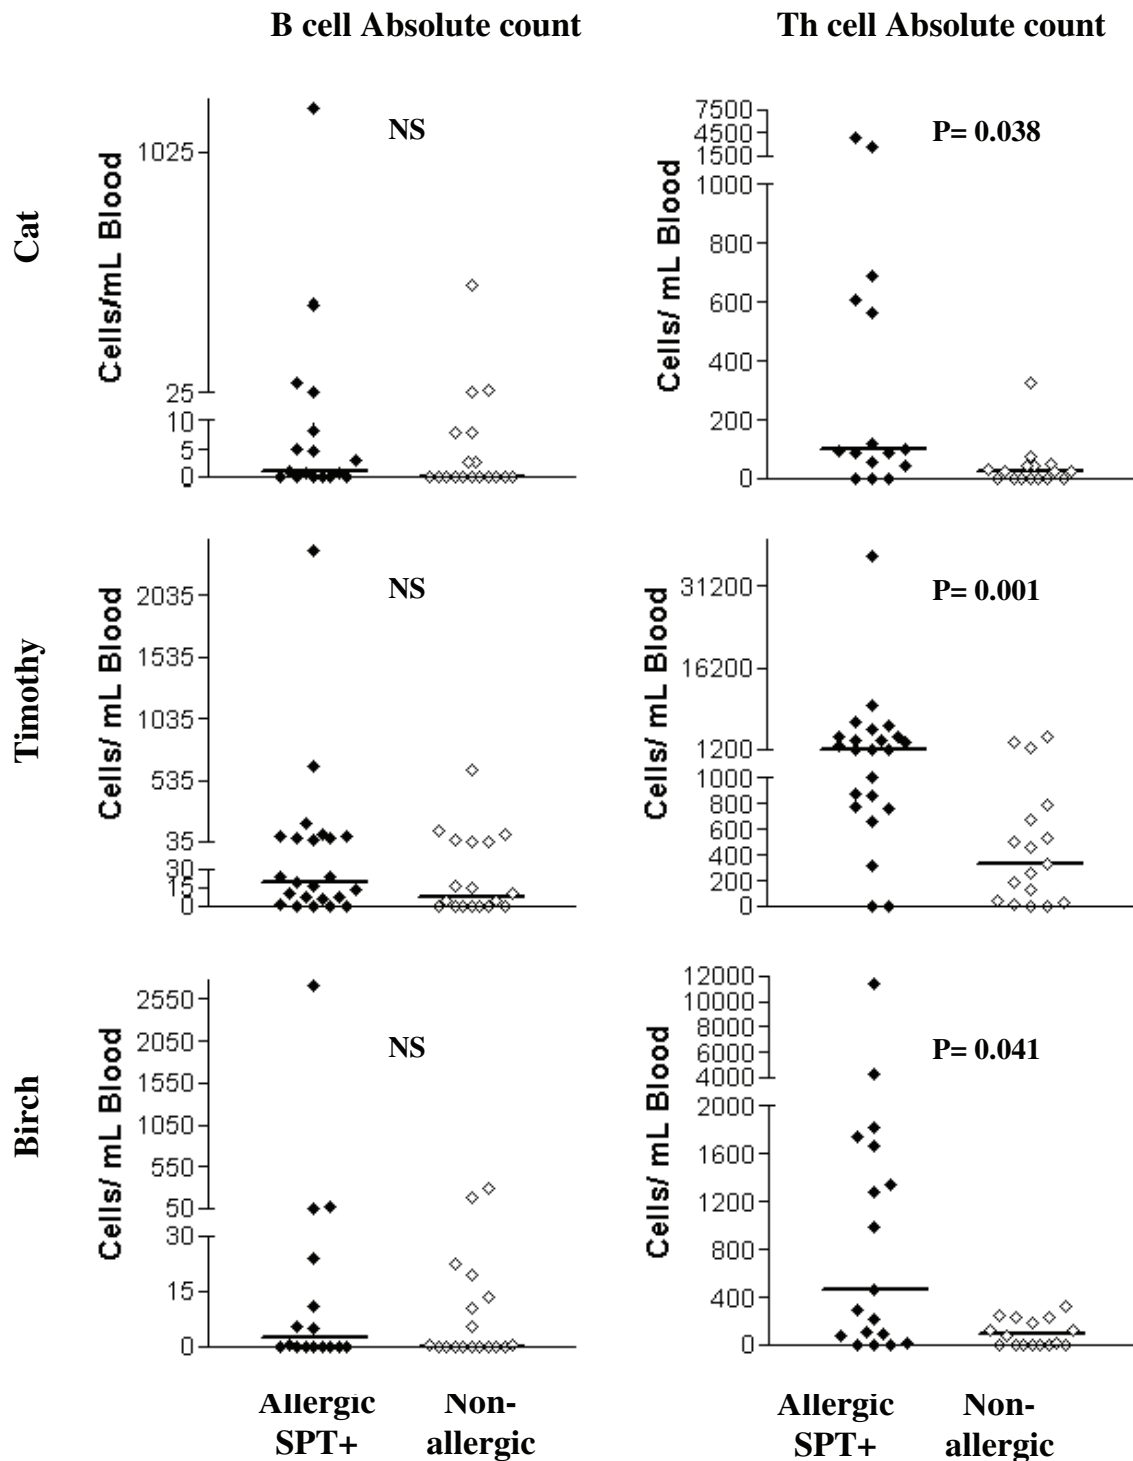 B cell Absolute count
Th cell Absolute count
Cat
Cells/mL Blood
1025
25
10
5
0
NS
Cells/ mL Blood
7500
4500
1500
1000
800
600
400
200
0
P= 0.038
Timothy
Cells/ mL Blood
2035
1535
1035
535
35
30
15
0
NS
Cells/ mL Blood
31200
16200
1200
1000
800
600
400
200
0
P= 0.001
Birch
Cells/ mL Blood
2550
2050
1550
1050
550
50
30
15
0
NS
Cells/ mL Blood
12000
10000
8000
6000
4000
2000
1600
1200
800
400
0
P= 0.041
Allergic
SPT+
Non-
allergic
Allergic
SPT+
Non-
allergic